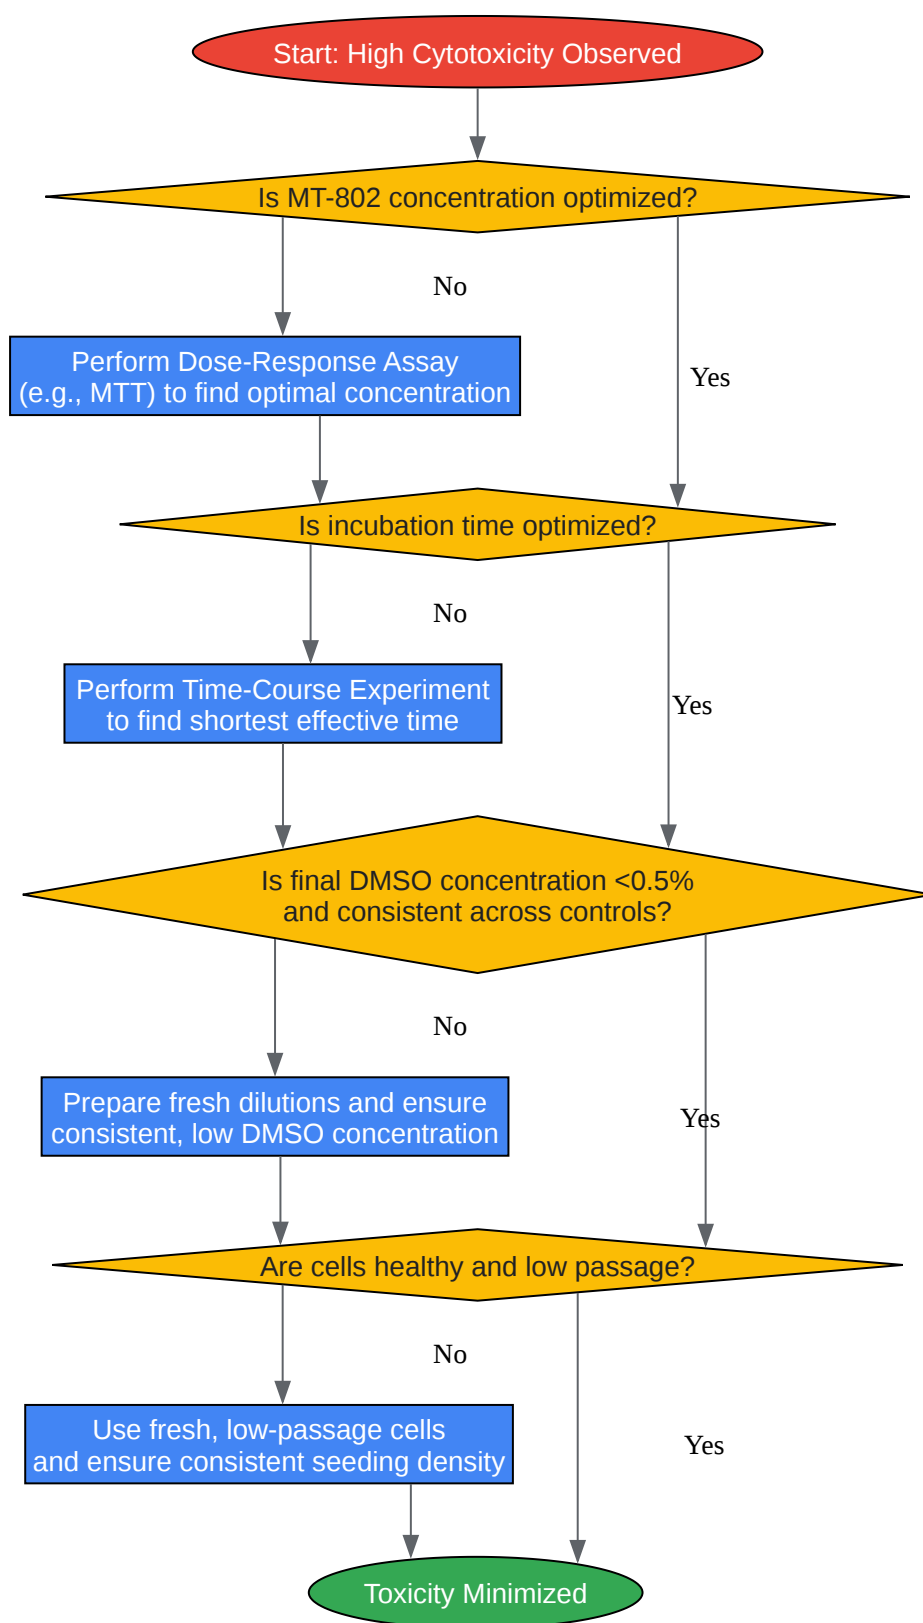 Start: High Cytotoxicity Observed
Is MT-802 concentration optimized?
No
Perform Dose-Response Assay
(e.g., MTT) to find optimal concentration
Yes
Is incubation time optimized?
No
Perform Time-Course Experiment
to find shortest effective time
Yes
Is final DMSO concentration <0.5%
and consistent across controls?
No
Prepare fresh dilutions and ensure
consistent, low DMSO concentration
Yes
Are cells healthy and low passage?
No
Use fresh, low-passage cells
and ensure consistent seeding density
Yes
Toxicity Minimized